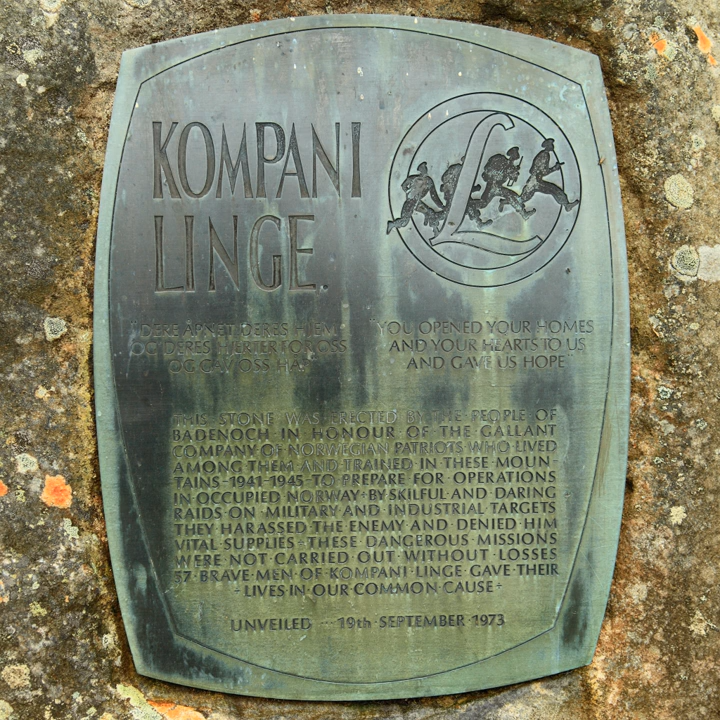 KOMPANI
LINGE.
L
"DERE ÅPNET DERES HJEM
OG DERES HJERTER FOR OSS
OG GAV OSS HÅP"
"YOU OPENED YOUR HOMES
AND YOUR HEARTS TO US
AND GAVE US HOPE"
THIS STONE WAS ERECTED BY THE PEOPLE OF
BADENOCH IN HONOUR OF THE GALLANT
COMPANY OF NORWEGIAN PATRIOTS WHO LIVED
AMONG THEM AND TRAINED IN THESE MOUN-
TAINS·1941-1945·TO PREPARE FOR OPERATIONS
IN OCCUPIED NORWAY·BY SKILFUL AND DARING
RAIDS ON MILITARY AND INDUSTRIAL TARGETS
THEY HARASSED THE ENEMY AND DENIED HIM
VITAL SUPPLIES·THESE DANGEROUS MISSIONS
WERE NOT CARRIED OUT WITHOUT LOSSES
57 BRAVE MEN OF KOMPANI LINGE GAVE THEIR
·LIVES IN OUR COMMON CAUSE·
UNVEILED ··· 19th·SEPTEMBER 1973